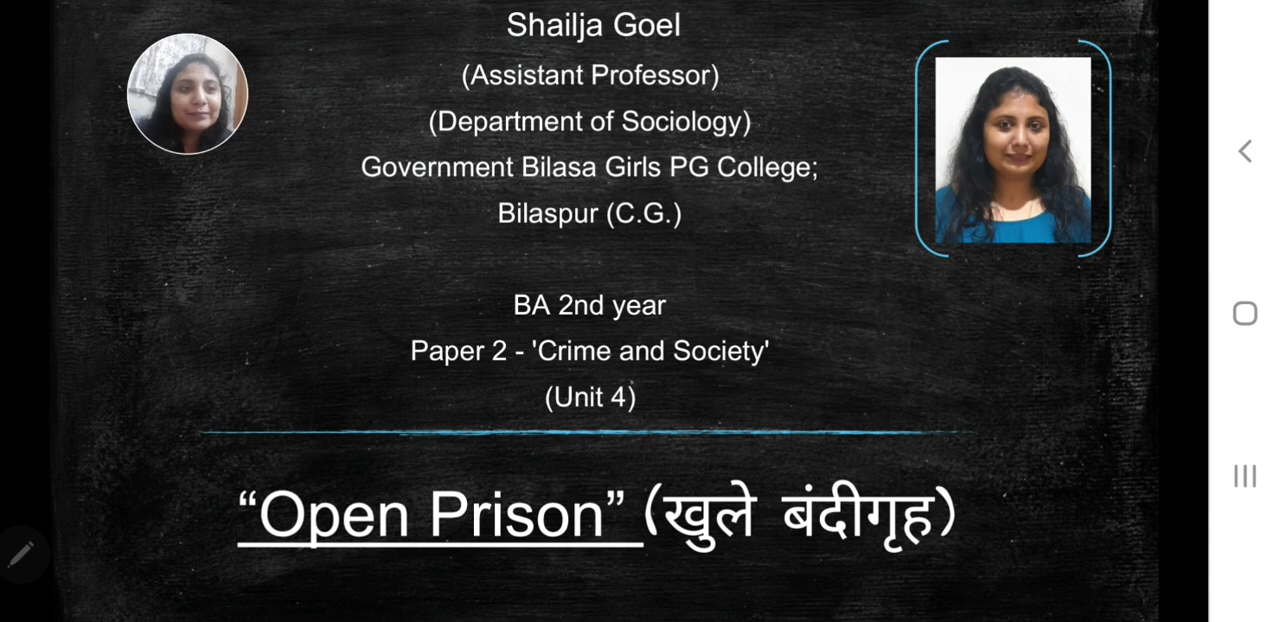 Shailja Goel
(Assistant Professor)
(Department of Sociology)
Government Bilasa Girls PG College;
Bilaspur (C.G.)
BA 2nd year
Paper 2 - 'Crime and Society'
(Unit 4)
“Open Prison” (खुले बंदीगृह)